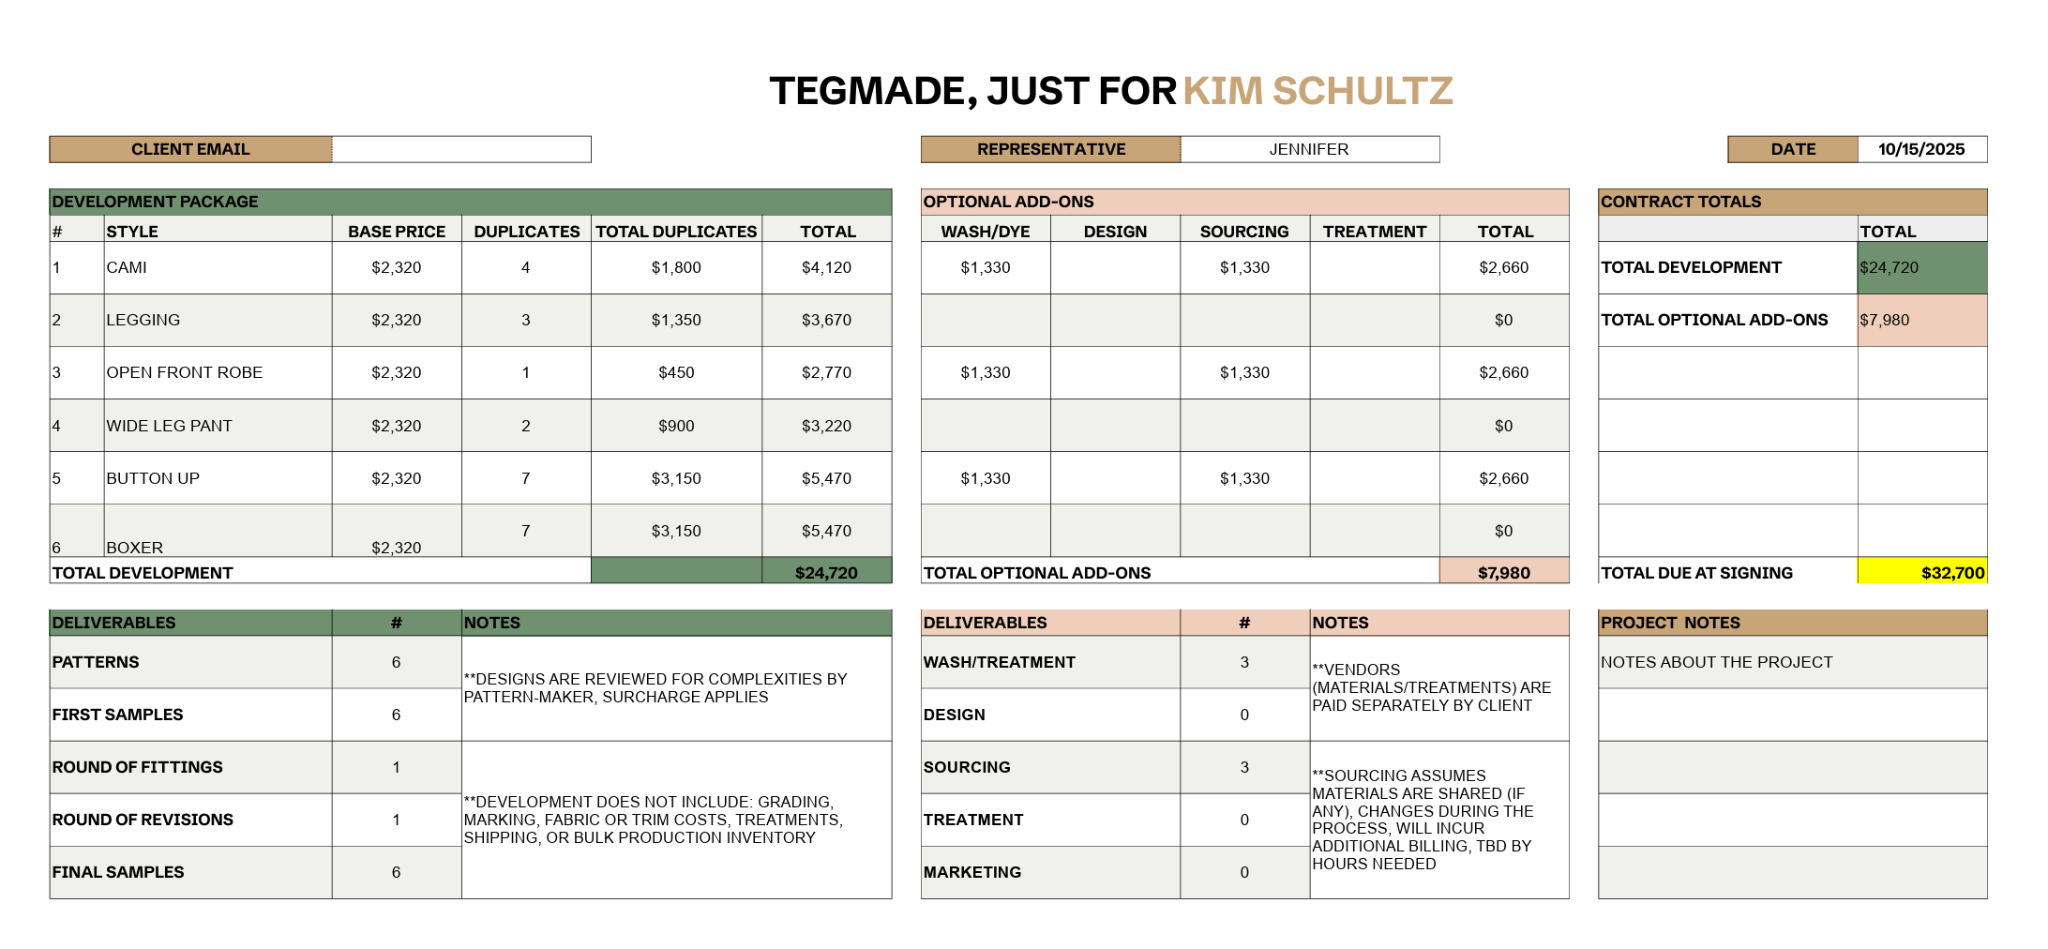 TEGMADE, JUST FOR KIM SCHULTZ
CLIENT EMAIL
REPRESENTATIVE JENNIFER
DATE 10/15/2025
DEVELOPMENT PACKAGE
# STYLE BASE PRICE DUPLICATES TOTAL DUPLICATES TOTAL
1 CAMI $2,320 4 $1,800 $4,120
2 LEGGING $2,320 3 $1,350 $3,670
3 OPEN FRONT ROBE $2,320 1 $450 $2,770
4 WIDE LEG PANT $2,320 2 $900 $3,220
5 BUTTON UP $2,320 7 $3,150 $5,470
6 BOXER $2,320 7 $3,150 $5,470
TOTAL DEVELOPMENT $24,720
OPTIONAL ADD-ONS
WASH/DYE DESIGN SOURCING TREATMENT TOTAL
$1,330 $1,330 $2,660
$0
$1,330 $1,330 $2,660
$0
$1,330 $1,330 $2,660
$0
TOTAL OPTIONAL ADD-ONS $7,980
CONTRACT TOTALS
TOTAL
TOTAL DEVELOPMENT $24,720
TOTAL OPTIONAL ADD-ONS $7,980
TOTAL DUE AT SIGNING $32,700
DELIVERABLES # NOTES
PATTERNS 6
FIRST SAMPLES 6
ROUND OF FITTINGS 1
ROUND OF REVISIONS 1
FINAL SAMPLES 6
**DESIGNS ARE REVIEWED FOR COMPLEXITIES BY
PATTERN-MAKER, SURCHARGE APPLIES
**DEVELOPMENT DOES NOT INCLUDE: GRADING,
MARKING, FABRIC OR TRIM COSTS, TREATMENTS,
SHIPPING, OR BULK PRODUCTION INVENTORY
DELIVERABLES # NOTES
WASH/TREATMENT 3
DESIGN 0
SOURCING 3
TREATMENT 0
MARKETING 0
**VENDORS
(MATERIALS/TREATMENTS) ARE
PAID SEPARATELY BY CLIENT
**SOURCING ASSUMES
MATERIALS ARE SHARED (IF
ANY), CHANGES DURING THE
PROCESS, WILL INCUR
ADDITIONAL BILLING, TBD BY
HOURS NEEDED
PROJECT NOTES
NOTES ABOUT THE PROJECT